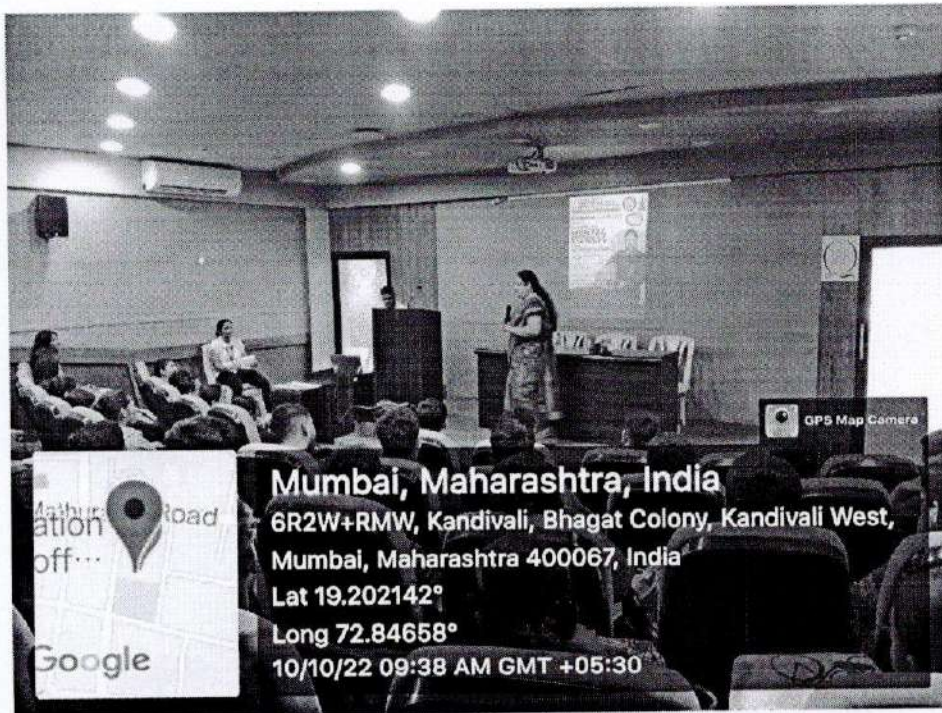 GPS Map Camera
Mathur Road
ation
off...
Google
Mumbai, Maharashtra, India
6R2W+RMW, Kandivali, Bhagat Colony, Kandivali West,
Mumbai, Maharashtra 400067, India
Lat 19.202142°
Long 72.84658°
10/10/22 09:38 AM GMT +05:30